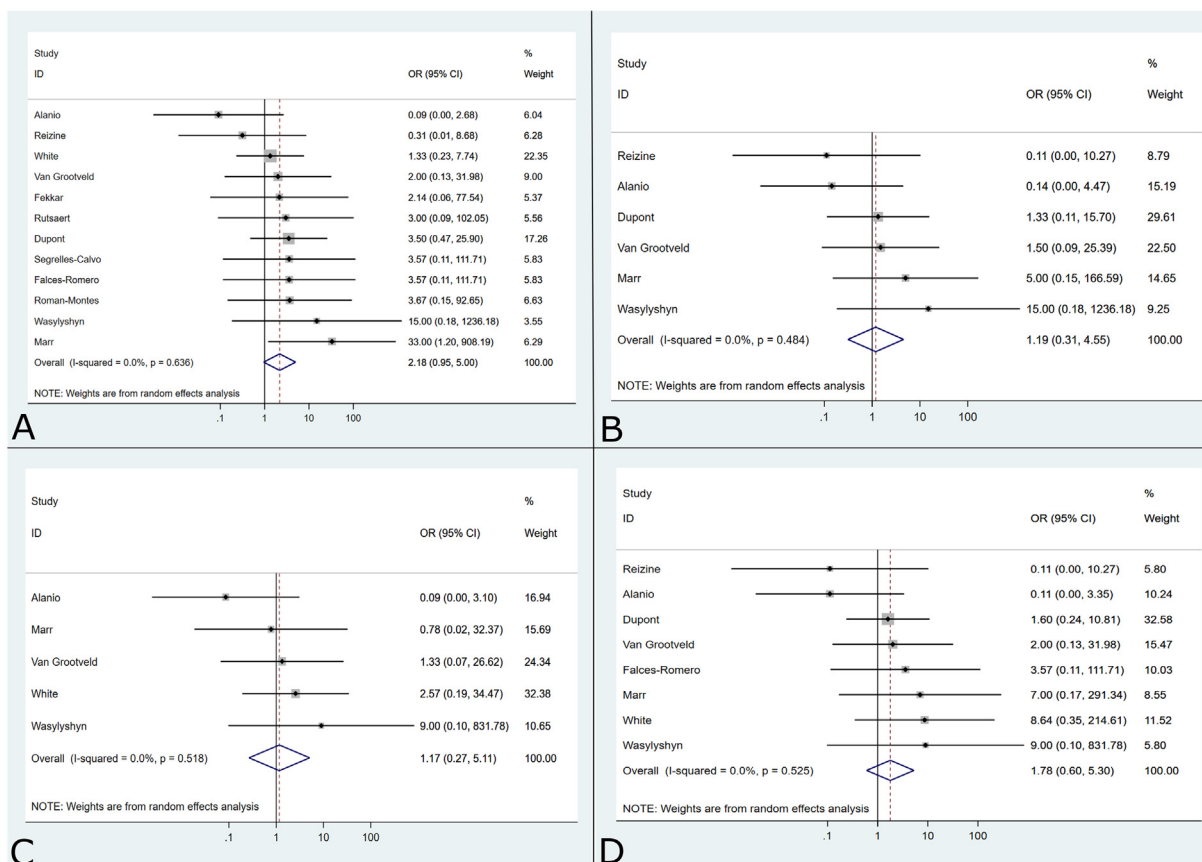 Study %
ID OR (95% CI) Weight
Alanio 0.09 (0.00, 2.68) 6.04
Reizine 0.31 (0.01, 8.68) 6.28
White 1.33 (0.23, 7.74) 22.35
Van Grootveld 2.00 (0.13, 31.98) 9.00
Fekkar 2.14 (0.06, 77.54) 5.37
Rutsaert 3.00 (0.09, 102.05) 5.56
Dupont 3.50 (0.47, 25.90) 17.26
Segrelles-Calvo 3.57 (0.11, 111.71) 5.83
Falces-Romero 3.57 (0.11, 111.71) 5.83
Roman-Montes 3.67 (0.15, 92.65) 6.63
Wasylyshyn 15.00 (0.18, 1236.18) 3.55
Marr 33.00 (1.20, 908.19) 6.29
Overall (I-squared = 0.0%, p = 0.636) 2.18 (0.95, 5.00) 100.00
NOTE: Weights are from random effects analysis
.1 1 10 100
A
Study %
ID OR (95% CI) Weight
Reizine 0.11 (0.00, 10.27) 8.79
Alanio 0.14 (0.00, 4.47) 15.19
Dupont 1.33 (0.11, 15.70) 29.61
Van Grootveld 1.50 (0.09, 25.39) 22.50
Marr 5.00 (0.15, 166.59) 14.65
Wasylyshyn 15.00 (0.18, 1236.18) 9.25
Overall (I-squared = 0.0%, p = 0.484) 1.19 (0.31, 4.55) 100.00
NOTE: Weights are from random effects analysis
.1 1 10 100
B
Study %
ID OR (95% CI) Weight
Alanio 0.09 (0.00, 3.10) 16.94
Marr 0.78 (0.02, 32.37) 15.69
Van Grootveld 1.33 (0.07, 26.62) 24.34
White 2.57 (0.19, 34.47) 32.38
Wasylyshyn 9.00 (0.10, 831.78) 10.65
Overall (I-squared = 0.0%, p = 0.518) 1.17 (0.27, 5.11) 100.00
NOTE: Weights are from random effects analysis
.1 1 10 100
C
Study %
ID OR (95% CI) Weight
Reizine 0.11 (0.00, 10.27) 5.80
Alanio 0.11 (0.00, 3.35) 10.24
Dupont 1.60 (0.24, 10.81) 32.58
Van Grootveld 2.00 (0.13, 31.98) 15.47
Falces-Romero 3.57 (0.11, 111.71) 10.03
Marr 7.00 (0.17, 291.34) 8.55
White 8.64 (0.35, 214.61) 11.52
Wasylyshyn 9.00 (0.10, 831.78) 5.80
Overall (I-squared = 0.0%, p = 0.525) 1.78 (0.60, 5.30) 100.00
NOTE: Weights are from random effects analysis
.1 1 10 100
D